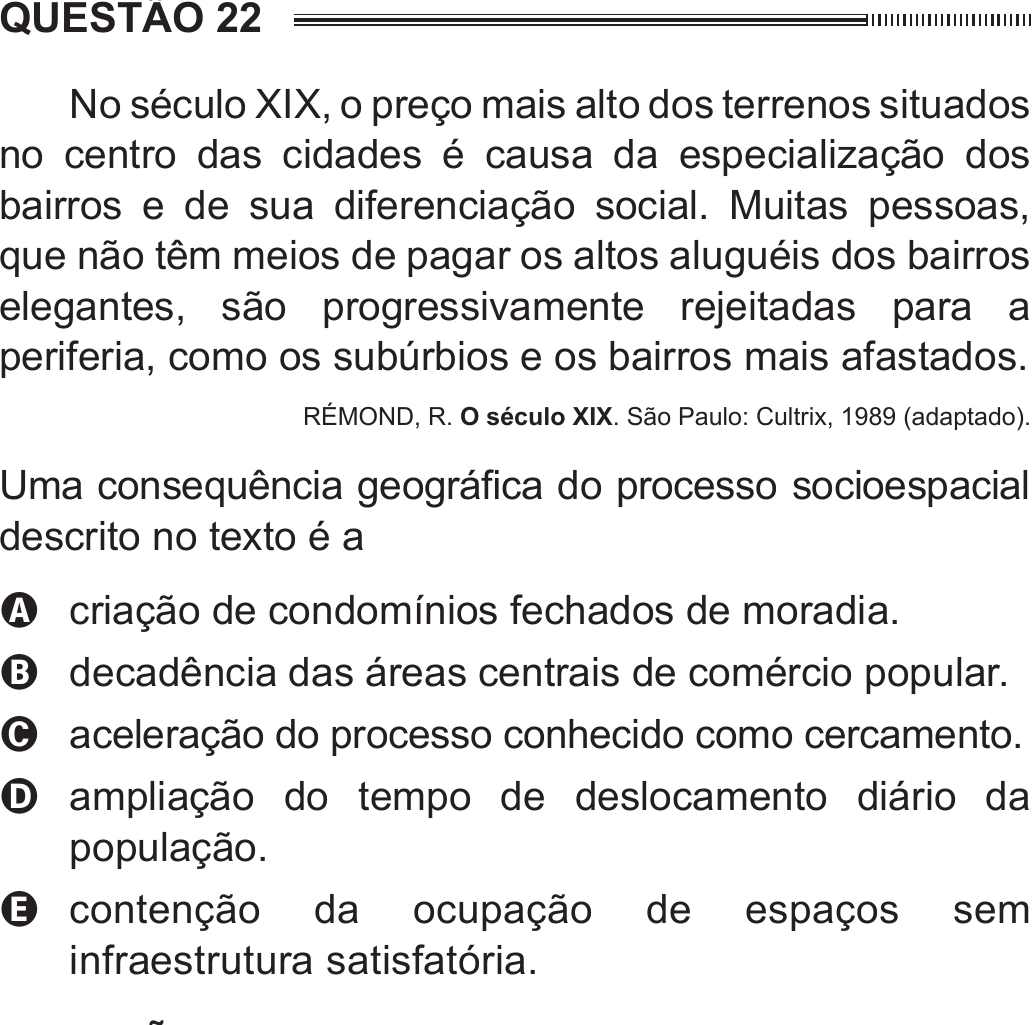 QUESTÃO 22
No século XIX, o preço mais alto dos terrenos situados
no centro das cidades é causa da especialização dos
bairros e de sua diferenciação social. Muitas pessoas,
que não têm meios de pagar os altos aluguéis dos bairros
elegantes, são progressivamente rejeitadas para a
periferia, como os subúrbios e os bairros mais afastados.
RÉMOND, R. O século XIX. São Paulo: Cultrix, 1989 (adaptado).
Uma consequência geográfica do processo socioespacial
descrito no texto é a
A criação de condomínios fechados de moradia.
B decadência das áreas centrais de comércio popular.
C aceleração do processo conhecido como cercamento.
D ampliação do tempo de deslocamento diário da
população.
E contenção da ocupação de espaços sem
infraestrutura satisfatória.